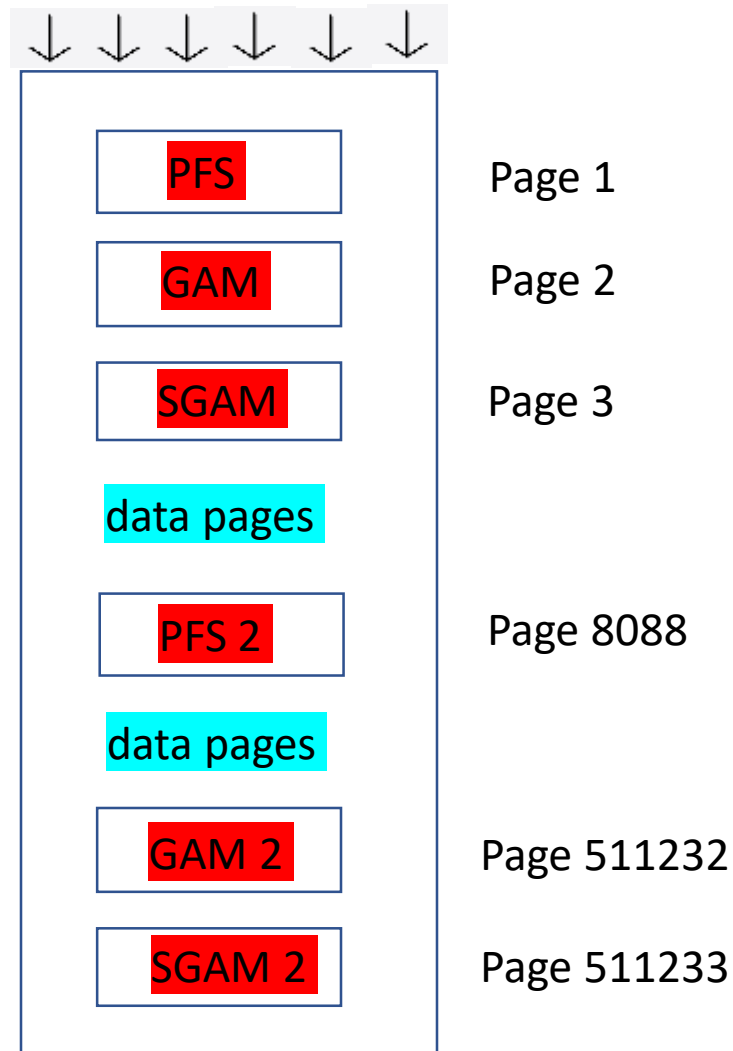 PFS Page 1
GAM Page 2
SGAM Page 3
data pages
PFS 2 Page 8088
data pages
GAM 2 Page 511232
SGAM 2 Page 511233